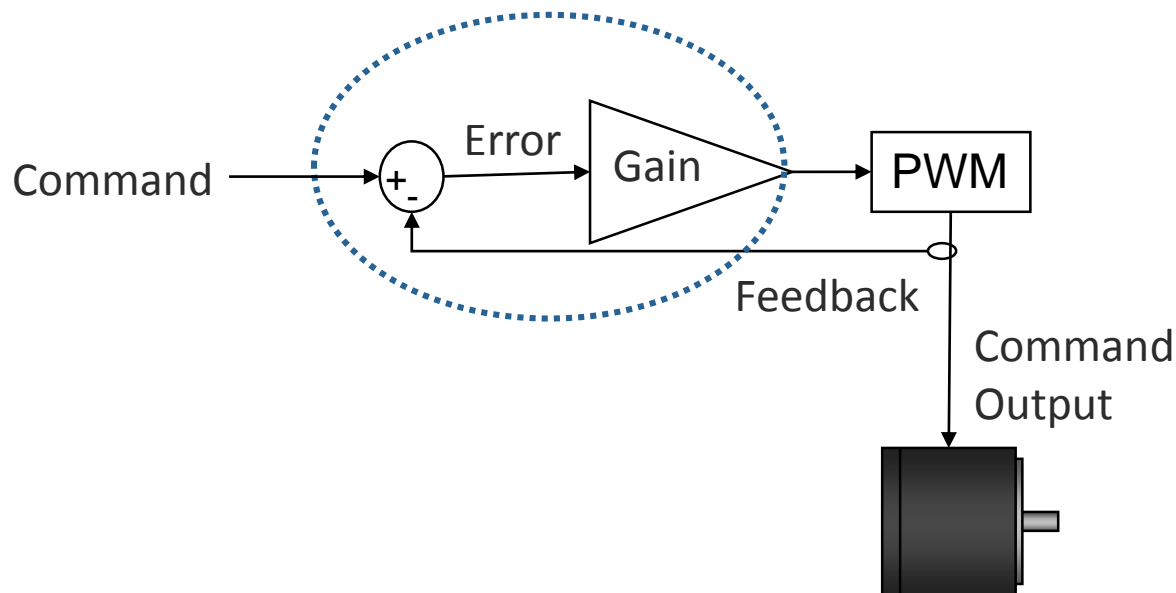 Command
+
-
Error
Gain
PWM
Feedback
Command
Output